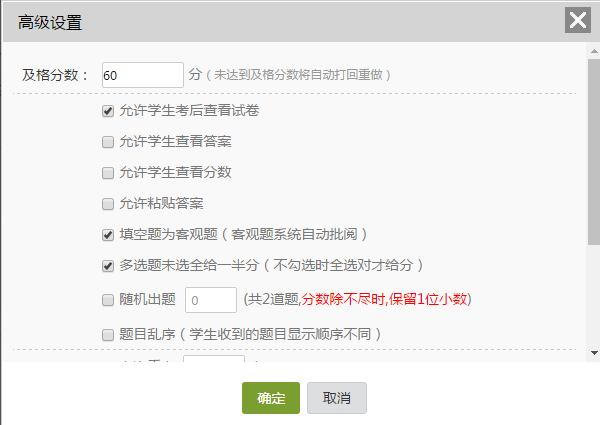 高级设置
及格分数： 60 分（未达到及格分数将自动打回重做）
允许学生考后查看试卷
允许学生查看答案
允许学生查看分数
允许粘贴答案
填空题为客观题（客观题系统自动批阅）
多选题未选全给一半分（不勾选时全选对才给分）
随机出题 0 (共2道题,分数除不尽时,保留1位小数)
题目乱序（学生收到的题目显示顺序不同）
确定 取消